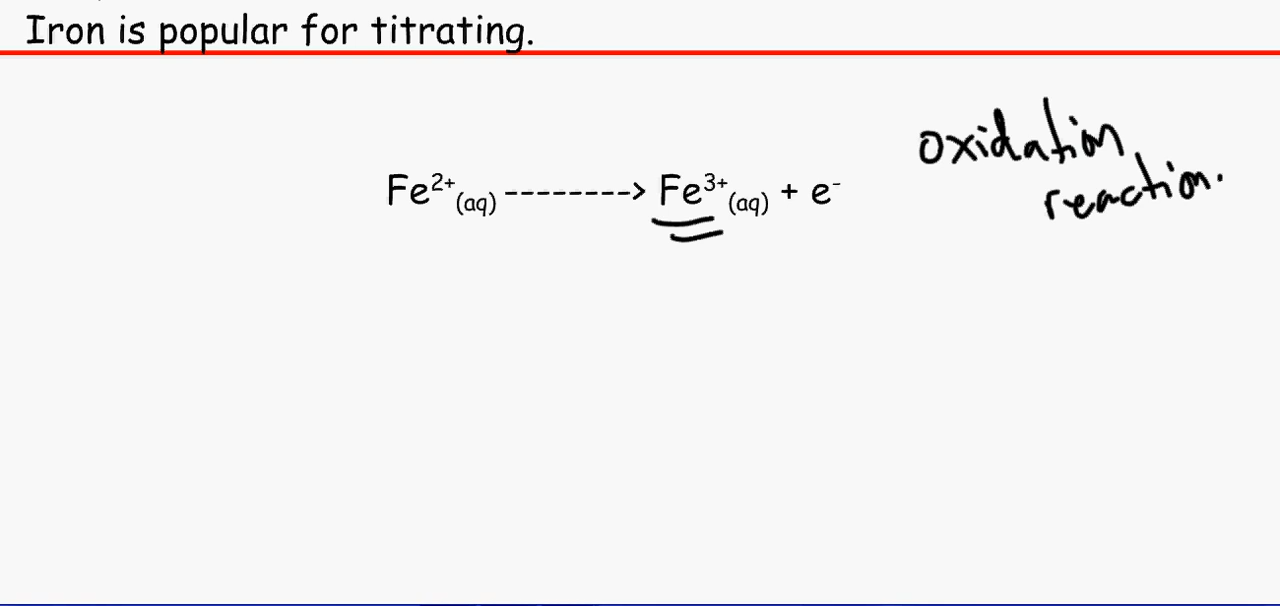 Iron is popular for titrating.
oxidation
reaction.
Fe²⁺(aq) --------> Fe³⁺(aq) + e⁻